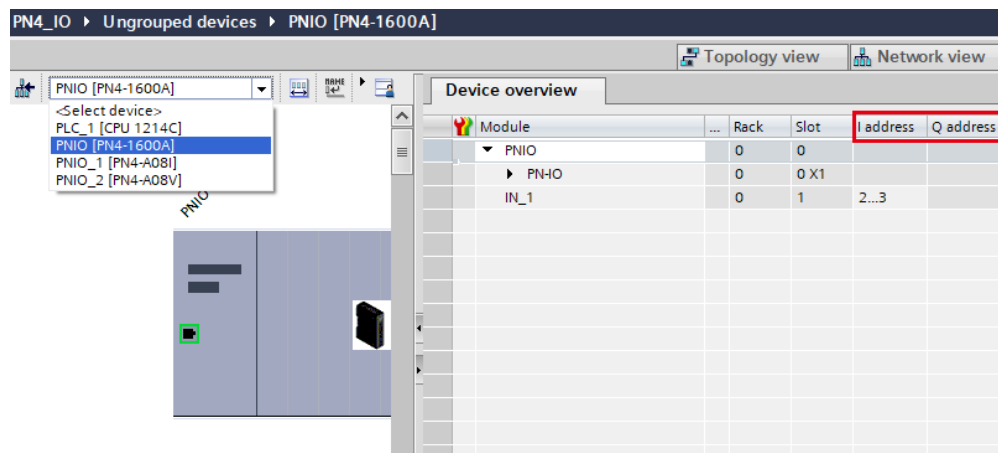 PN4_IO ▸ Ungrouped devices ▸ PNIO [PN4-1600A]
Topology view Network view
PNIO [PN4-1600A]
<Select device>
PLC_1 [CPU 1214C]
PNIO [PN4-1600A]
PNIO_1 [PN4-A08I]
PNIO_2 [PN4-A08V]
NAME
PNIO
Device overview
Module ... Rack Slot I address Q address
PNIO 0 0
PN-IO 0 0 X1
IN_1 0 1 2...3